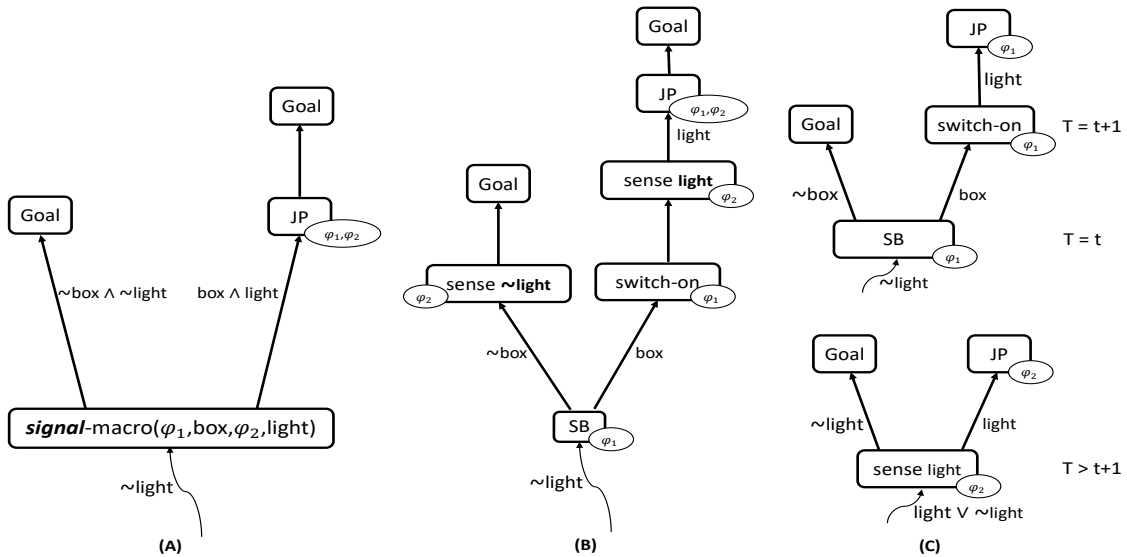 Goal
JP
φ₁,φ₂
Goal
~box ∧ ~light
box ∧ light
signal-macro(φ₁,box,φ₂,light)
~light
(A)
Goal
JP
φ₁,φ₂
light
sense light
φ₂
Goal
sense ~light
φ₂
switch-on
φ₁
~box
box
SB
φ₁
~light
(B)
JP
φ₁
light
Goal
switch-on
φ₁
T = t+1
~box
box
SB
φ₁
T = t
~light
Goal
JP
φ₂
~light
light
sense light
φ₂
T > t+1
light ∨ ~light
(C)